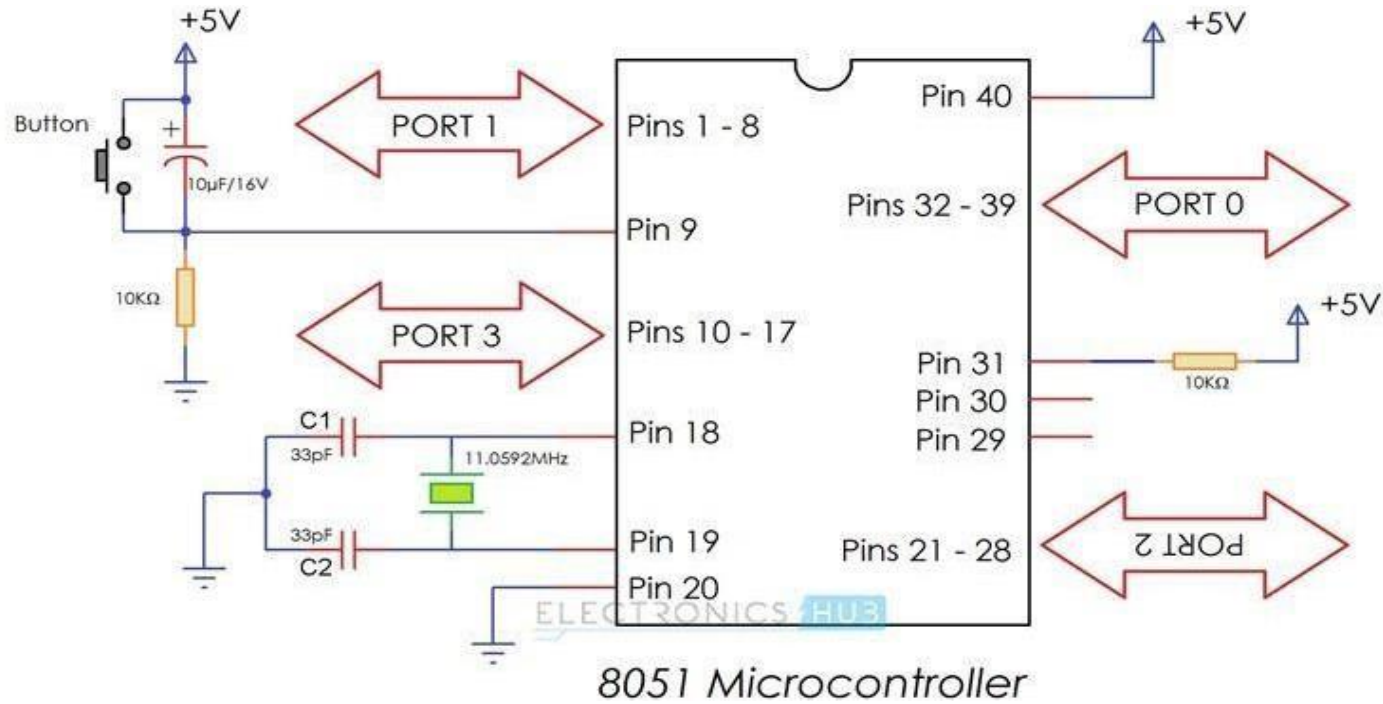 +5V
+5V
Pin 40
Button
+
PORT 1
Pins 1 - 8
10µF/16V
Pins 32 - 39
PORT 0
Pin 9
10KΩ
PORT 3
Pins 10 - 17
+5V
Pin 31
10KΩ
Pin 30
C1
Pin 18
Pin 29
33pF
11.0592MHz
33pF
Pin 19
Pins 21 - 28
PORT 2
C2
Pin 20
ELECTRONICS HUB
8051 Microcontroller